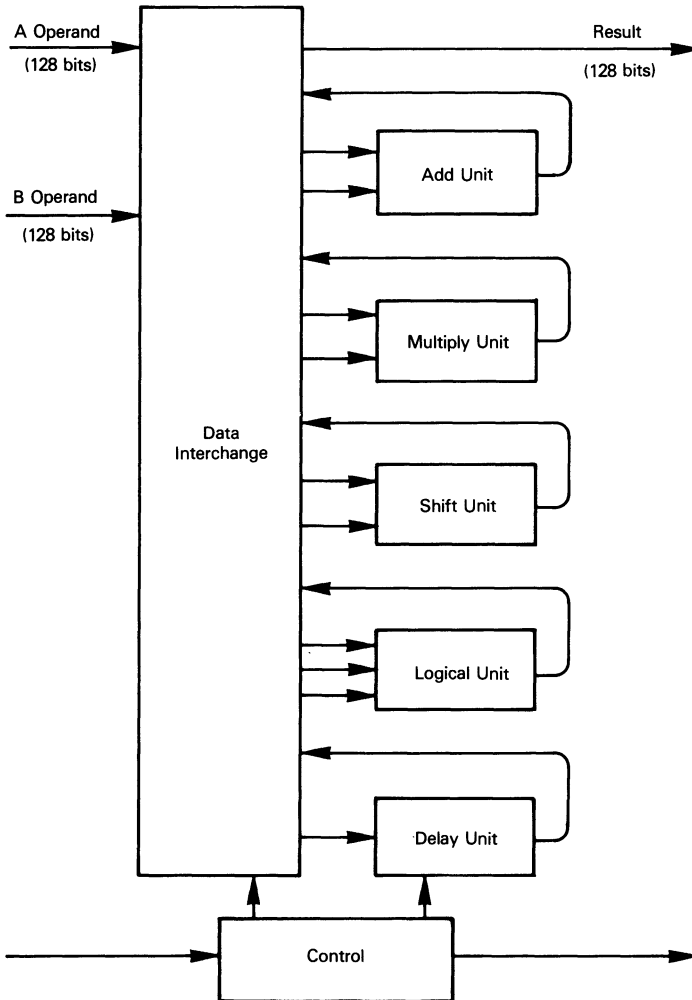 A Operand
(128 bits)
Result
(128 bits)
Add Unit
B Operand
(128 bits)
Multiply Unit
Data
Interchange
Shift Unit
Logical Unit
Delay Unit
Control